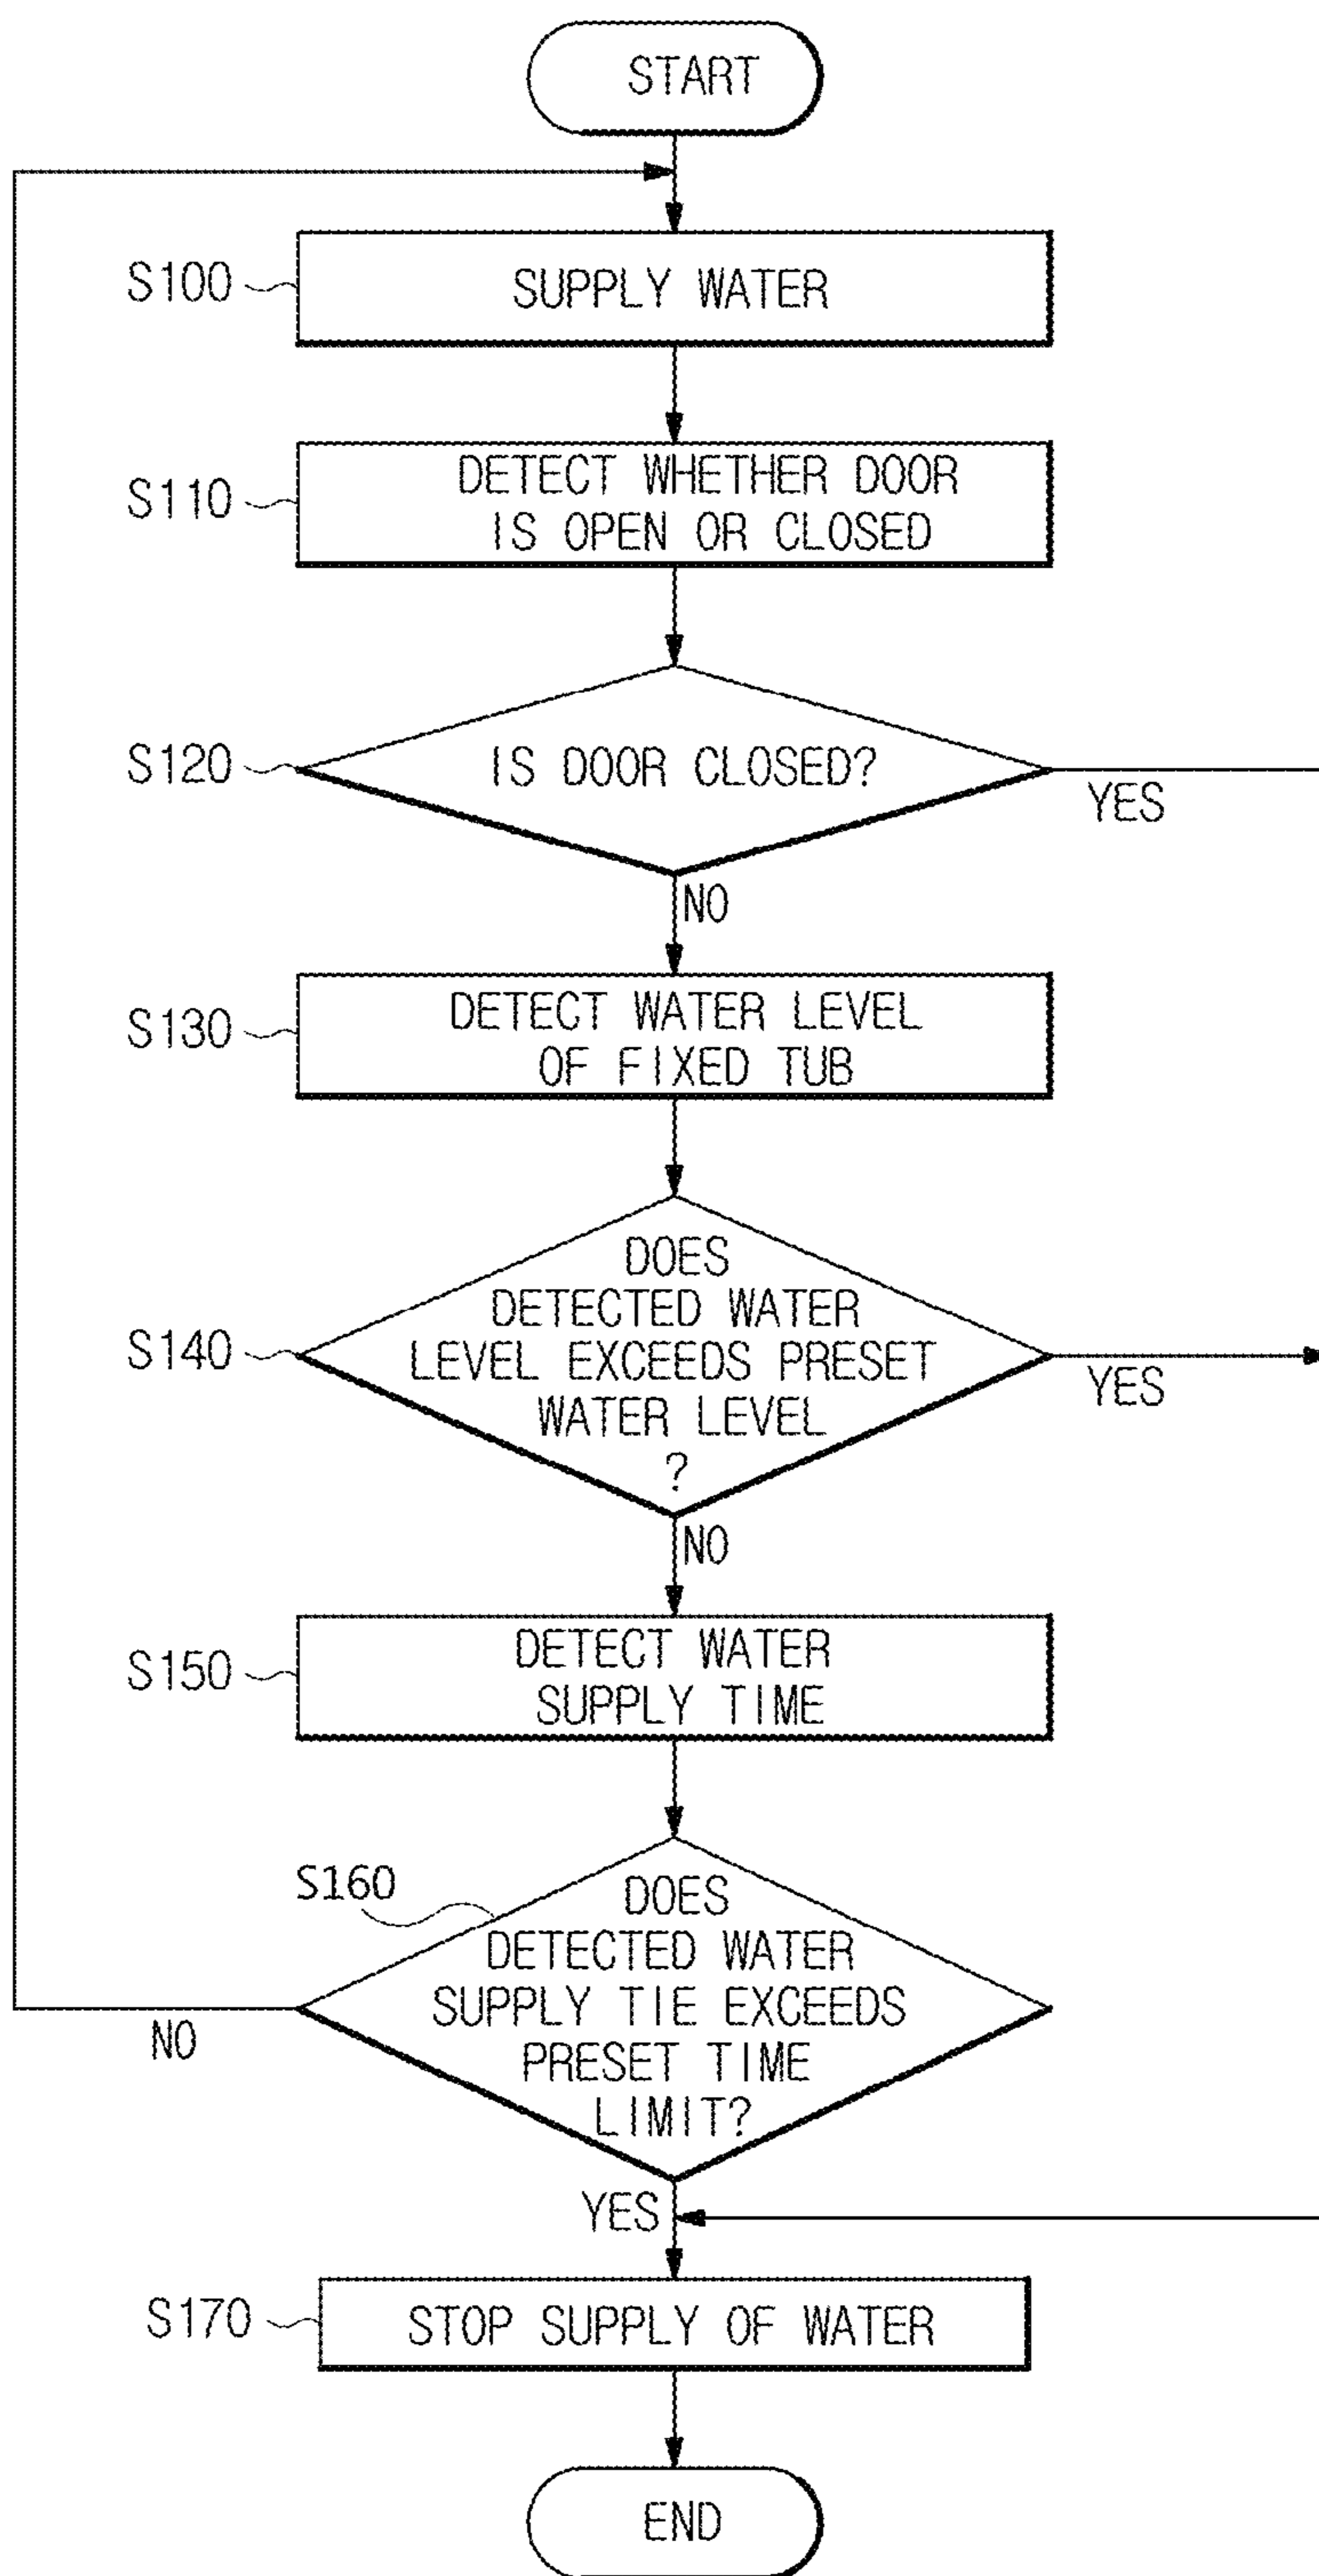 START
S100
SUPPLY WATER
S110
DETECT WHETHER DOOR
IS OPEN OR CLOSED
S120
IS DOOR CLOSED?
YES
NO
S130
DETECT WATER LEVEL
OF FIXED TUB
S140
DOES
DETECTED WATER
LEVEL EXCEEDS PRESET
WATER LEVEL
?
YES
NO
S150
DETECT WATER
SUPPLY TIME
S160
DOES
DETECTED WATER
SUPPLY TIE EXCEEDS
PRESET TIME
LIMIT?
NO
YES
S170
STOP SUPPLY OF WATER
END